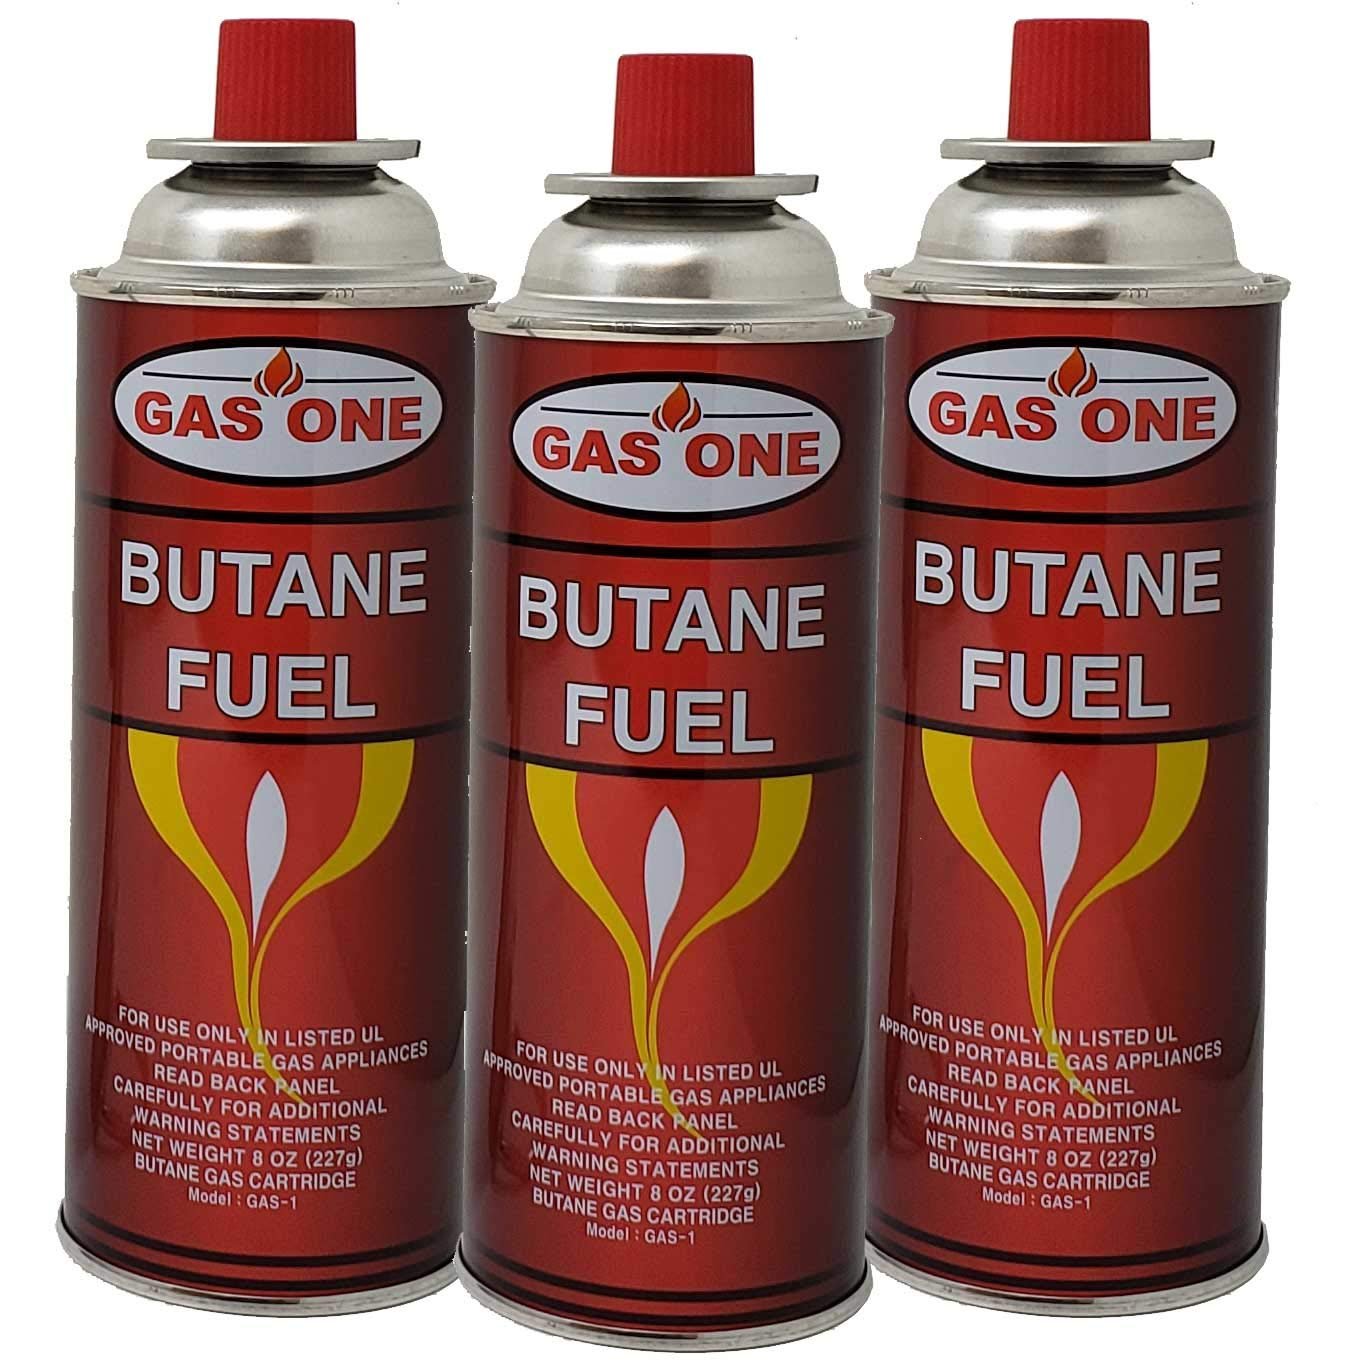 GAS ONE
BUTANE
FUEL
FOR USE ONLY IN LISTED UL
APPROVED PORTABLE GAS APPLIANCES
READ BACK PANEL
CAREFULLY FOR ADDITIONAL
WARNING STATEMENTS
NET WEIGHT 8 OZ (227g)
BUTANE GAS CARTRIDGE
Model : GAS-1
GAS ONE
BUTANE
FUEL
FOR USE ONLY IN LISTED UL
APPROVED PORTABLE GAS APPLIANCES
READ BACK PANEL
CAREFULLY FOR ADDITIONAL
WARNING STATEMENTS
NET WEIGHT 8 OZ (227g)
BUTANE GAS CARTRIDGE
Model : GAS-1
GAS ONE
BUTANE
FUEL
FOR USE ONLY IN LISTED UL
APPROVED PORTABLE GAS APPLIANCES
READ BACK PANEL
CAREFULLY FOR ADDITIONAL
WARNING STATEMENTS
NET WEIGHT 8 OZ (227g)
BUTANE GAS CARTRIDGE
Model : GAS-1